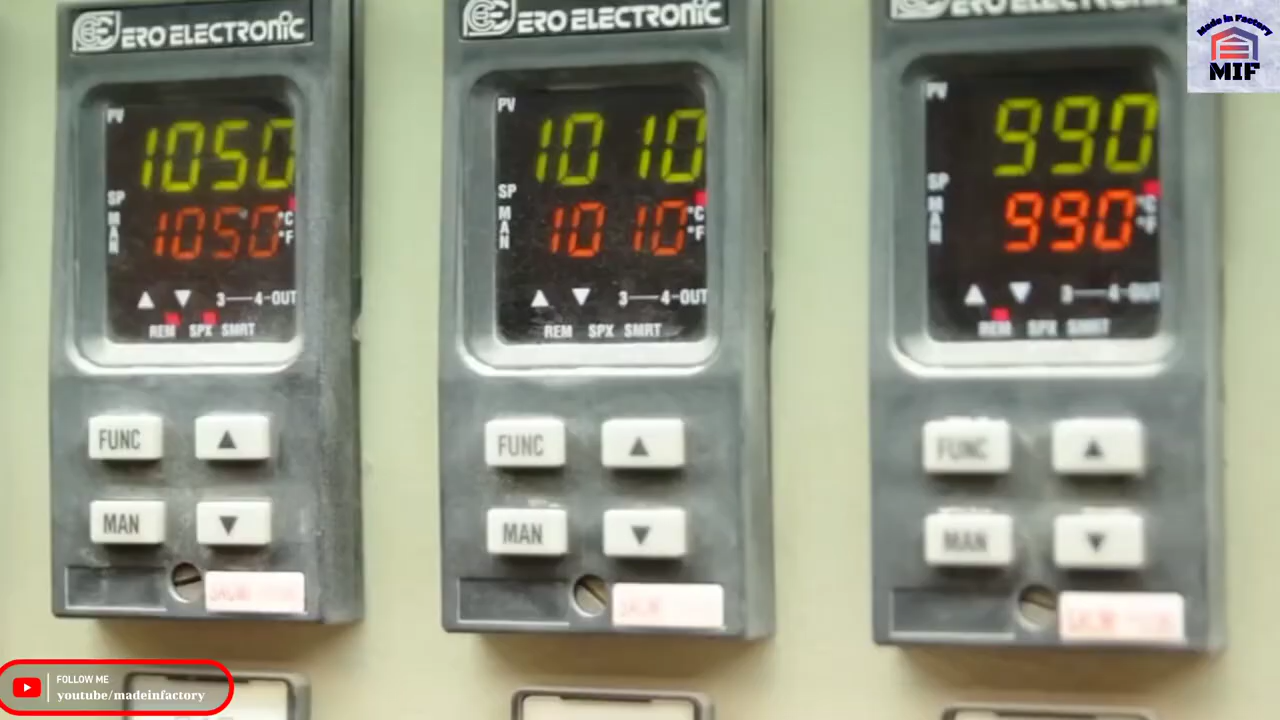 ERO ELECTRONIC
PV
1050
SP
1050
°C
°F
MAN
3 4-OUT
REM SPX SMRT
FUNC
MAN
ERO ELECTRONIC
PV
1010
SP
1010
°C
°F
MAN
3 4-OUT
REM SPX SMRT
FUNC
MAN
ERO ELECTRONIC
PV
990
SP
990
°C
°F
MAN
3 4-OUT
REM SPX SMRT
FUNC
MAN
Made in Factory
MIF
FOLLOW ME
youtube/madeinfactory